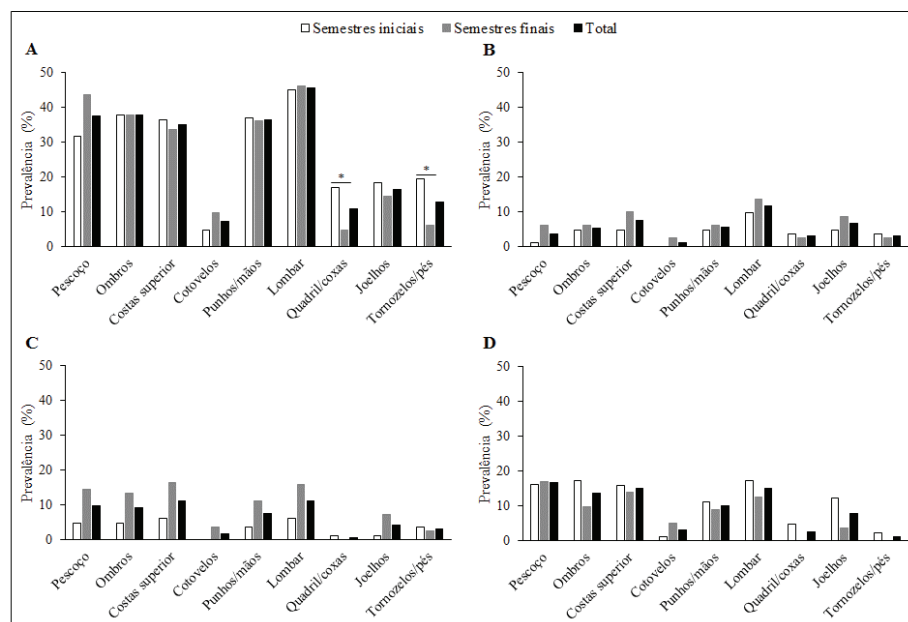 Semestres iniciais Semestres finais Total
A
Prevalência (%)
50
40
30
20
10
0
* *
Pescoço Ombros Costas superior Cotovelos Punhos/mãos Lombar Quadril/coxas Joelhos Tornozelos/pés
B
Prevalência (%)
50
40
30
20
10
0
Pescoço Ombros Costas superior Cotovelos Punhos/mãos Lombar Quadril/coxas Joelhos Tornozelos/pés
C
Prevalência (%)
50
40
30
20
10
0
Pescoço Ombros Costas superior Cotovelos Punhos/mãos Lombar Quadril/coxas Joelhos Tornozelos/pés
D
Prevalência (%)
50
40
30
20
10
0
Pescoço Ombros Costas superior Cotovelos Punhos/mãos Lombar Quadril/coxas Joelhos Tornozelos/pés